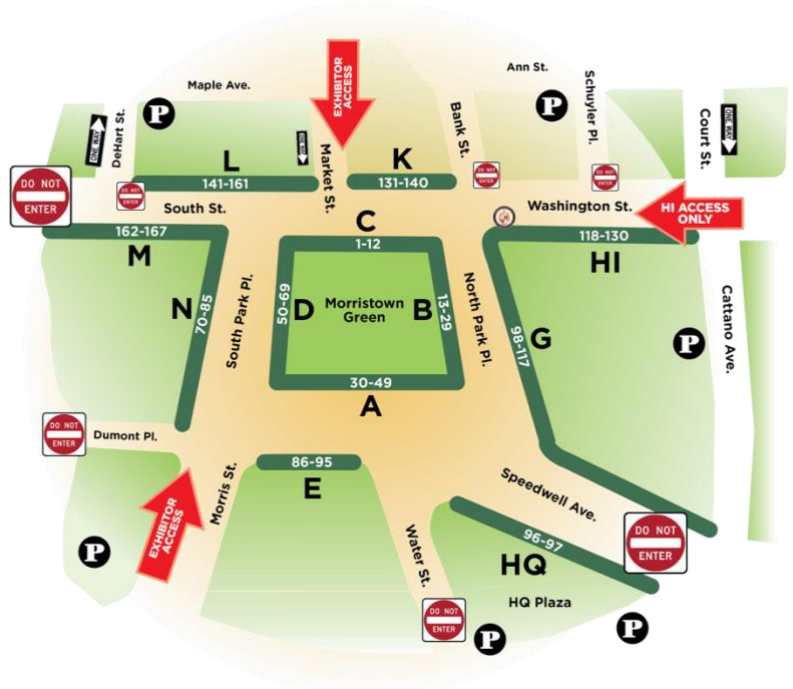 Maple Ave.
EXHIBITOR
ACCESS
Ann St.
P
P
Schuyler Pl.
Court St.
ONE WAY
ONE WAY
DeHart St.
Bank St.
Market St.
L
141-161
K
131-140
DO NOT
ENTER
DO NOT
ENTER
DO NOT
ENTER
DO NOT
ENTER
South St.
Washington St.
HI ACCESS
ONLY
C
1-12
162-167
M
118-130
HI
N
70-85
South Park Pl.
50-69
D
Morristown
Green
B
13-29
North Park Pl.
98-117
G
Cattano Ave.
P
30-49
A
DO NOT
ENTER
Dumont Pl.
86-95
E
Morris St.
EXHIBITOR
ACCESS
P
Speedwell Ave.
Water St.
96-97
HQ
HQ Plaza
DO NOT
ENTER
DO NOT
ENTER
P
P